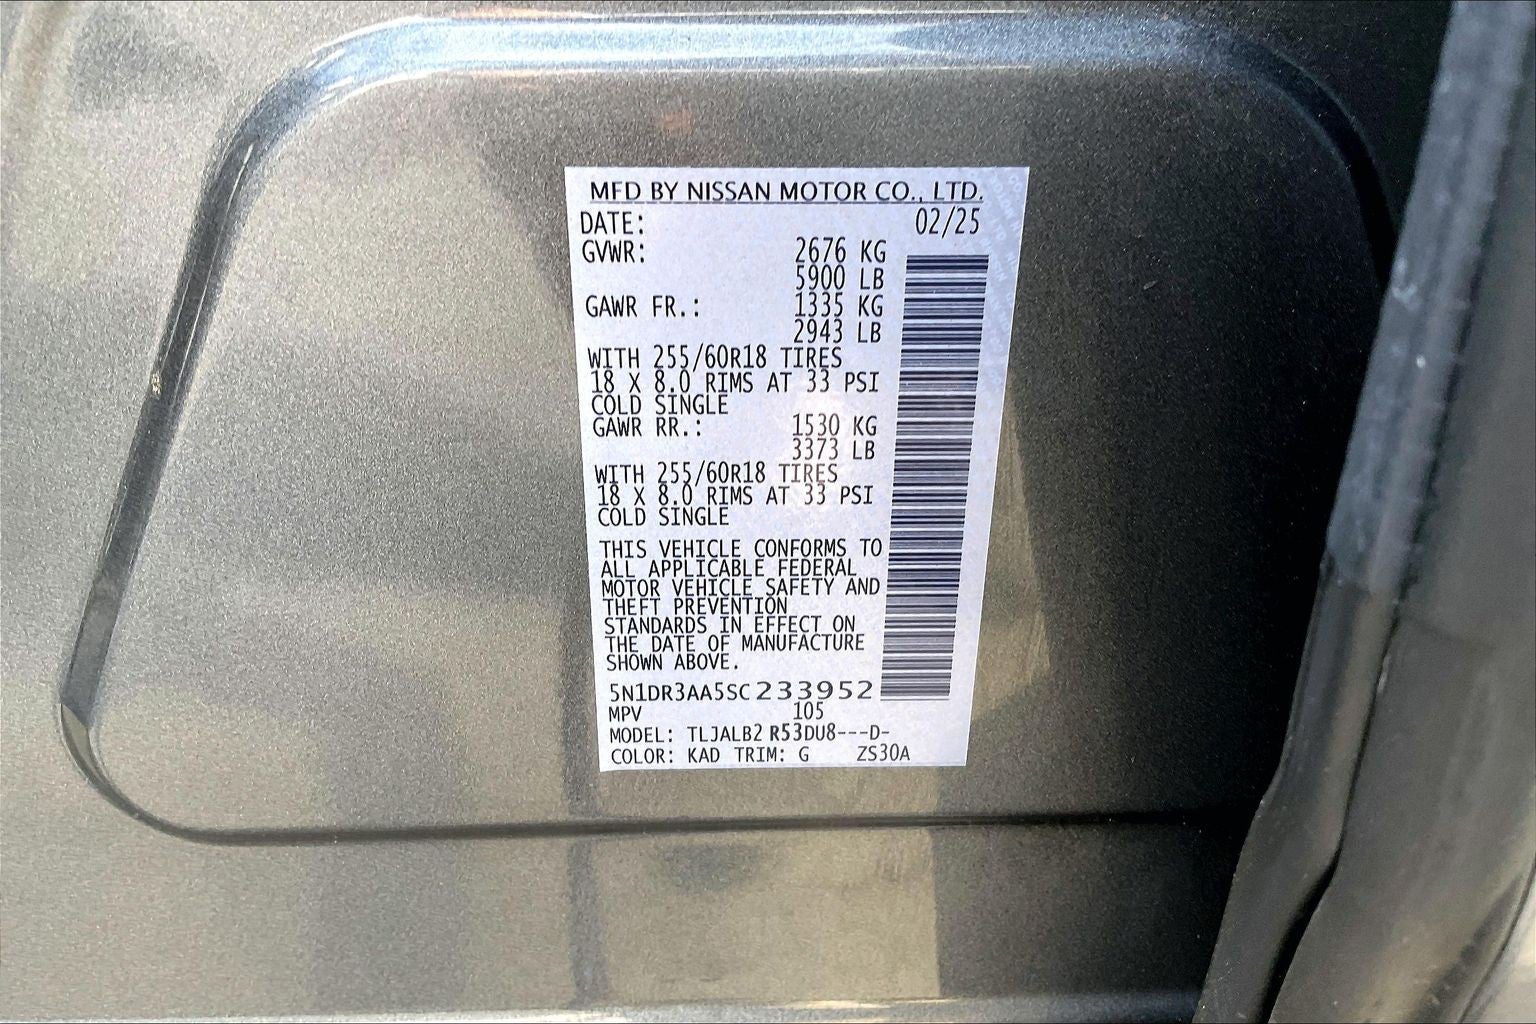 MFD BY NISSAN MOTOR CO., LTD.
DATE: 02/25
GVWR: 2676 KG
5900 LB
GAWR FR.: 1335 KG
2943 LB
WITH 255/60R18 TIRES
18 X 8.0 RIMS AT 33 PSI
COLD SINGLE
GAWR RR.: 1530 KG
3373 LB
WITH 255/60R18 TIRES
18 X 8.0 RIMS AT 33 PSI
COLD SINGLE
THIS VEHICLE CONFORMS TO
ALL APPLICABLE FEDERAL
MOTOR VEHICLE SAFETY AND
THEFT PREVENTION
STANDARDS IN EFFECT ON
THE DATE OF MANUFACTURE
SHOWN ABOVE.
5N1DR3AA5SC233952
MPV 105
MODEL: TLJALB2 R53DU8---D-
COLOR: KAD TRIM: G ZS30A